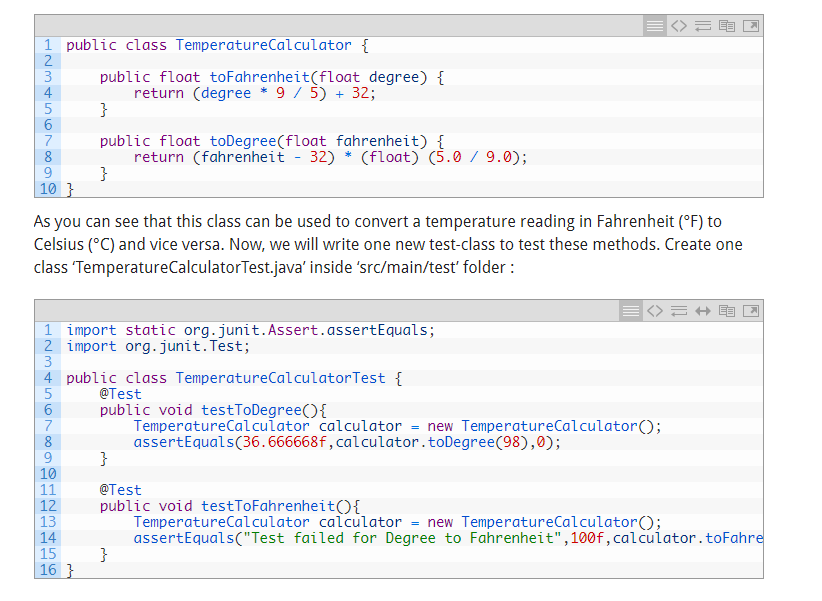 1 public class TemperatureCalculator {
2
3     public float toFahrenheit(float degree) {
4         return (degree * 9 / 5) + 32;
5     }
6
7     public float toDegree(float fahrenheit) {
8         return (fahrenheit - 32) * (float) (5.0 / 9.0);
9     }
10 }
As you can see that this class can be used to convert a temperature reading in Fahrenheit (°F) to
Celsius (°C) and vice versa. Now, we will write one new test-class to test these methods. Create one
class ‘TemperatureCalculatorTest.java’ inside ‘src/main/test’ folder :
1 import static org.junit.Assert.assertEquals;
2 import org.junit.Test;
3
4 public class TemperatureCalculatorTest {
5     @Test
6     public void testToDegree(){
7         TemperatureCalculator calculator = new TemperatureCalculator();
8         assertEquals(36.666668f,calculator.toDegree(98),0);
9     }
10
11     @Test
12     public void testToFahrenheit(){
13         TemperatureCalculator calculator = new TemperatureCalculator();
14         assertEquals("Test failed for Degree to Fahrenheit",100f,calculator.toFahre
15     }
16 }